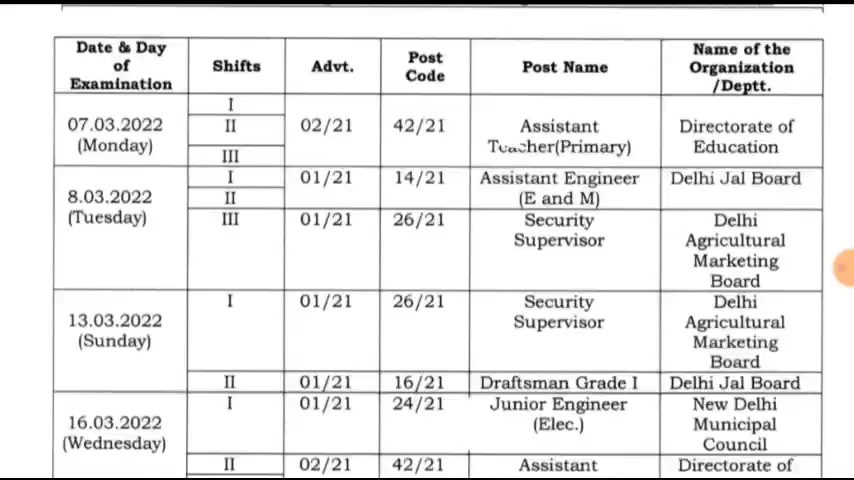 Date & Day of Examination | Shifts | Advt. | Post Code | Post Name | Name of the Organization /Deptt.
07.03.2022 (Monday) | I II III | 02/21 | 42/21 | Assistant Teacher(Primary) | Directorate of Education
8.03.2022 (Tuesday) | I II | 01/21 | 14/21 | Assistant Engineer (E and M) | Delhi Jal Board
III | 01/21 | 26/21 | Security Supervisor | Delhi Agricultural Marketing Board
13.03.2022 (Sunday) | I | 01/21 | 26/21 | Security Supervisor | Delhi Agricultural Marketing Board
II | 01/21 | 16/21 | Draftsman Grade I | Delhi Jal Board
16.03.2022 (Wednesday) | I | 01/21 | 24/21 | Junior Engineer (Elec.) | New Delhi Municipal Council
II | 02/21 | 42/21 | Assistant | Directorate of